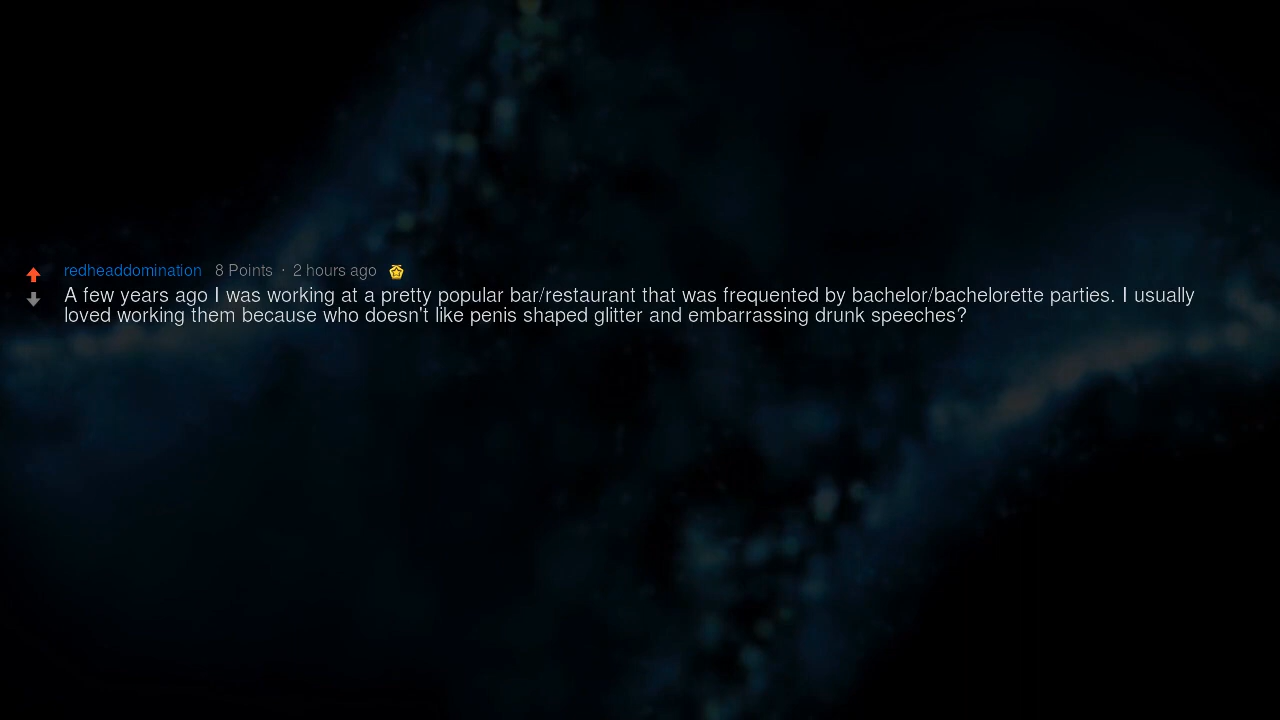 redheaddomination 8 Points · 2 hours ago
A few years ago I was working at a pretty popular bar/restaurant that was frequented by bachelor/bachelorette parties. I usually
loved working them because who doesn't like penis shaped glitter and embarrassing drunk speeches?